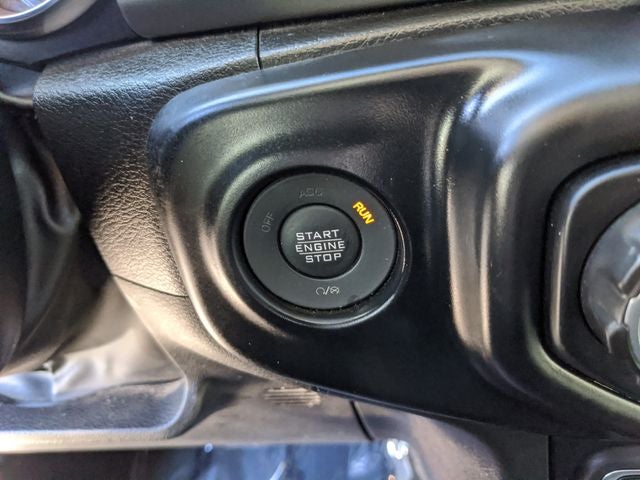 ACC
OFF
RUN
START
ENGINE
STOP